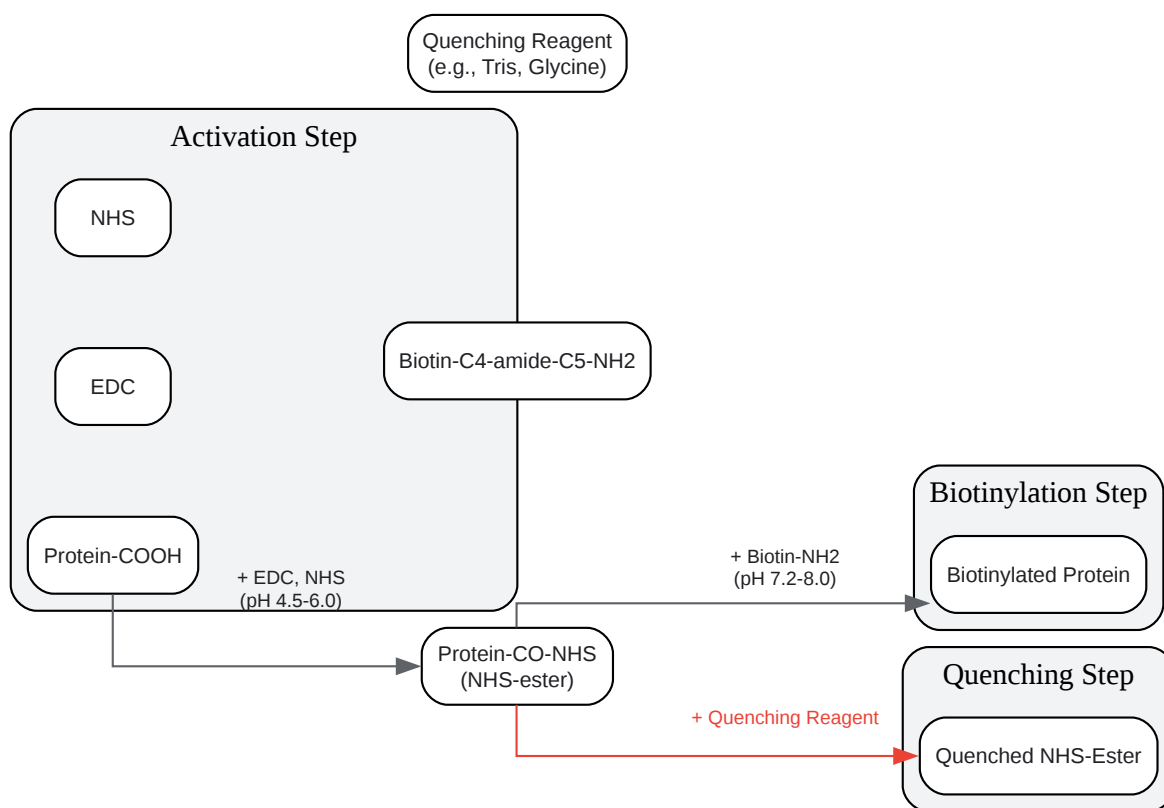 Quenching Reagent
(e.g., Tris, Glycine)
Activation Step
NHS
Biotin-C4-amide-C5-NH2
EDC
Protein-COOH
+ EDC, NHS
(pH 4.5-6.0)
Protein-CO-NHS
(NHS-ester)
+ Biotin-NH2
(pH 7.2-8.0)
Biotinylation Step
Biotinylated Protein
+ Quenching Reagent
Quenching Step
Quenched NHS-Ester